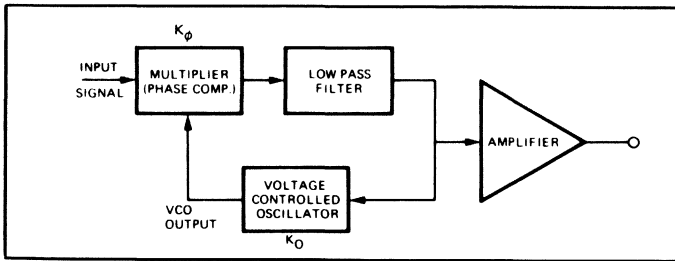 Kϕ
INPUT
SIGNAL
MULTIPLIER
(PHASE COMP.)
LOW PASS
FILTER
AMPLIFIER
VCO
OUTPUT
VOLTAGE
CONTROLLED
OSCILLATOR
KO